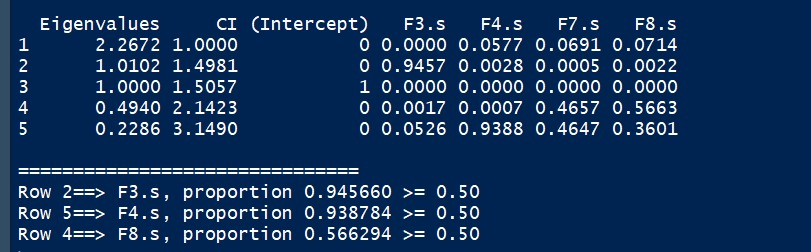 Eigenvalues CI (Intercept) F3.s F4.s F7.s F8.s
1 2.2672 1.0000 0 0.0000 0.0577 0.0691 0.0714
2 1.0102 1.4981 0 0.9457 0.0028 0.0005 0.0022
3 1.0000 1.5057 1 0.0000 0.0000 0.0000 0.0000
4 0.4940 2.1423 0 0.0017 0.0007 0.4657 0.5663
5 0.2286 3.1490 0 0.0526 0.9388 0.4647 0.3601
===============================
Row 2==> F3.s, proportion 0.945660 >= 0.50
Row 5==> F4.s, proportion 0.938784 >= 0.50
Row 4==> F8.s, proportion 0.566294 >= 0.50